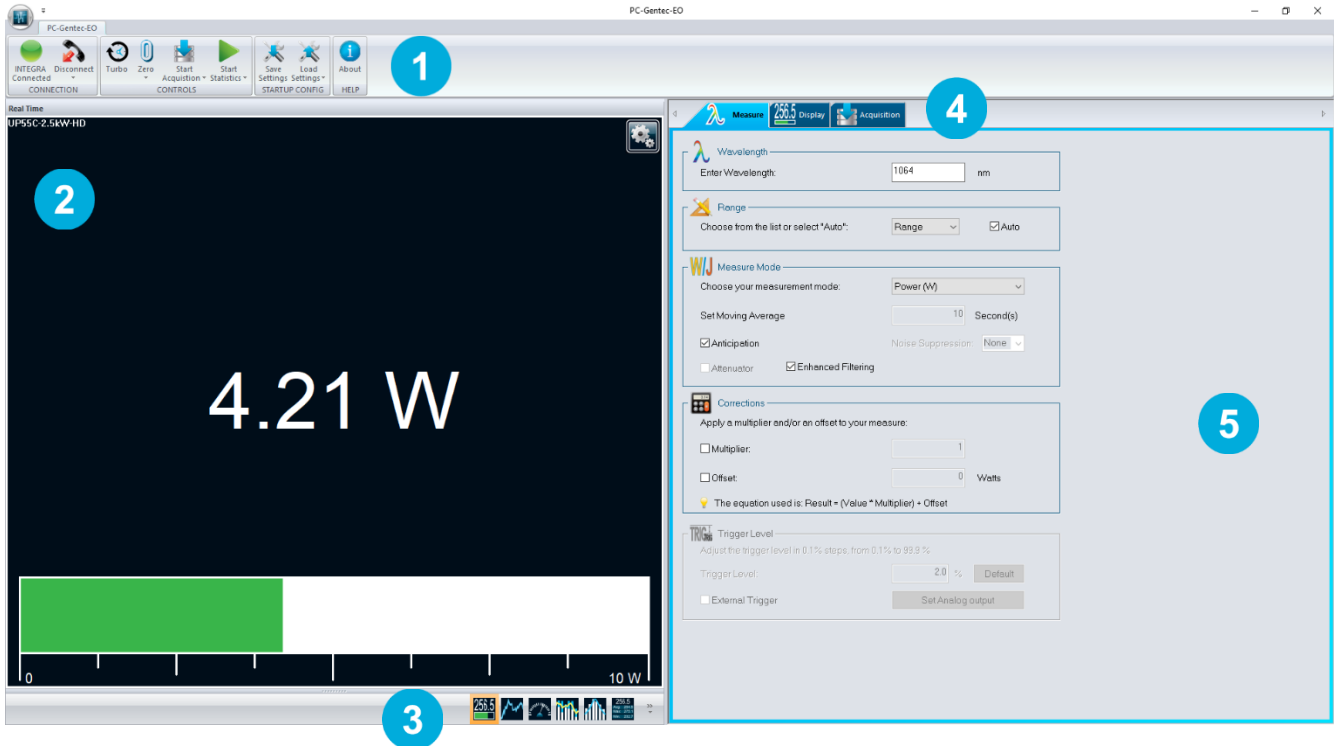 PC-Gentec-EO
PC-Gentec-EO
INTEGRA Connected
Disconnect
Turbo
Zero
Start Acquistion
Start Statistics
Save Settings
Load Settings
About
CONNECTION
CONTROLS
STARTUP CONFIG
HELP
1
Real Time
UP55C-2.5kW-HD
2
4.21 W
0
10 W
3
256.5
256.5
Measure
256.5 Display
Acquisition
4
Wavelength
Enter Wavelength: 1064 nm
Range
Choose from the list or select "Auto": Range Auto
W/J Measure Mode
Choose your measurement mode: Power (W)
Set Moving Average 10 Second(s)
Anticipation Noise Suppression None
Attenuator Enhanced Filtering
Corrections
Apply a multiplier and/or an offset to your measure:
Multiplier: 1
Offset: 0 Watts
The equation used is: Result = (Value * Multiplier) + Offset
TRIG Trigger Level
Adjust the trigger level in 0.1% steps, from 0.1% to 99.9 %
Trigger Level: 2.0 % Default
External Trigger Set Analog output
5